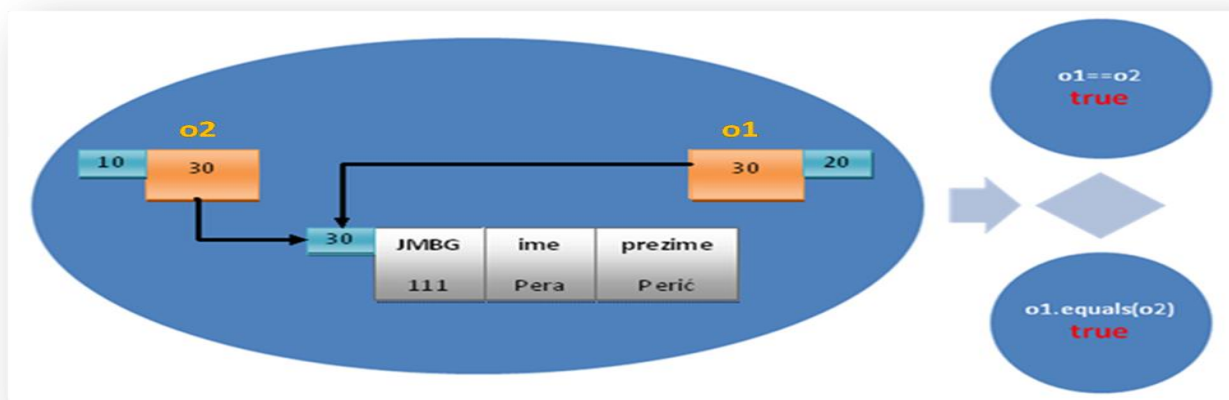 o2
10
30
o1
30
20
30
JMBG
ime
prezime
111
Pera
Perić
o1==o2
true
o1.equals(o2)
true